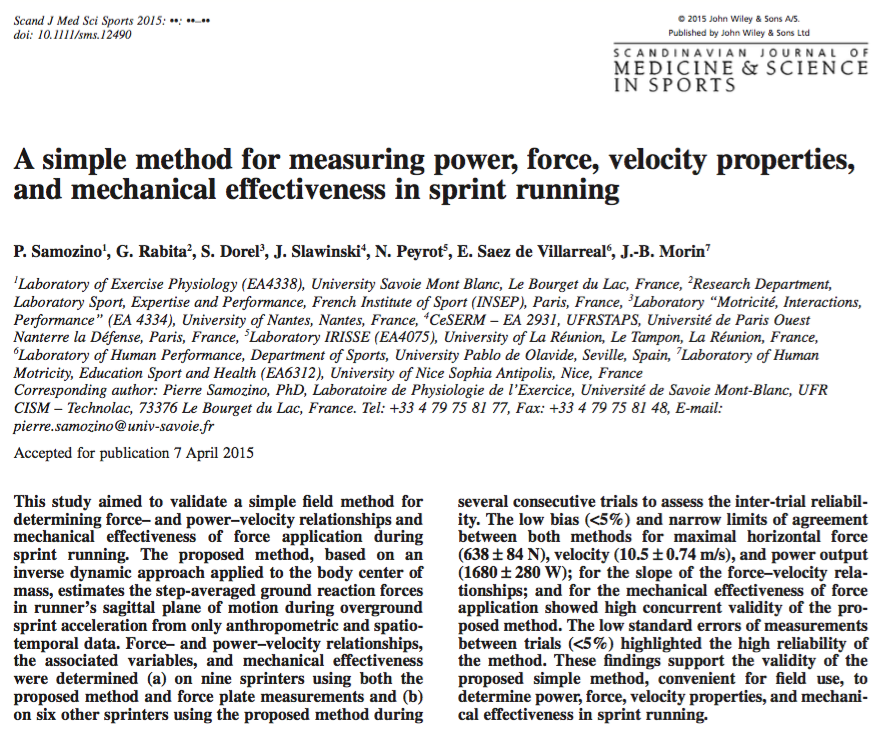 Scand J Med Sci Sports 2015: ••: ••–••
doi: 10.1111/sms.12490
© 2015 John Wiley & Sons A/S.
Published by John Wiley & Sons Ltd
SCANDINAVIAN JOURNAL OF
MEDICINE & SCIENCE
IN SPORTS
A simple method for measuring power, force, velocity properties,
and mechanical effectiveness in sprint running
P. Samozino¹, G. Rabita², S. Dorel³, J. Slawinski⁴, N. Peyrot⁵, E. Saez de Villarreal⁶, J.-B. Morin⁷
¹Laboratory of Exercise Physiology (EA4338), University Savoie Mont Blanc, Le Bourget du Lac, France, ²Research Department,
Laboratory Sport, Expertise and Performance, French Institute of Sport (INSEP), Paris, France, ³Laboratory “Motricité, Interactions,
Performance” (EA 4334), University of Nantes, Nantes, France, ⁴CeSERM – EA 2931, UFRSTAPS, Université de Paris Ouest
Nanterre la Défense, Paris, France, ⁵Laboratory IRISSE (EA4075), University of La Réunion, Le Tampon, La Réunion, France,
⁶Laboratory of Human Performance, Department of Sports, University Pablo de Olavide, Seville, Spain, ⁷Laboratory of Human
Motricity, Education Sport and Health (EA6312), University of Nice Sophia Antipolis, Nice, France
Corresponding author: Pierre Samozino, PhD, Laboratoire de Physiologie de l’Exercice, Université de Savoie Mont-Blanc, UFR
CISM – Technolac, 73376 Le Bourget du Lac, France. Tel: +33 4 79 75 81 77, Fax: +33 4 79 75 81 48, E-mail:
pierre.samozino@univ-savoie.fr
Accepted for publication 7 April 2015
This study aimed to validate a simple field method for
determining force– and power–velocity relationships and
mechanical effectiveness of force application during
sprint running. The proposed method, based on an
inverse dynamic approach applied to the body center of
mass, estimates the step-averaged ground reaction forces
in runner’s sagittal plane of motion during overground
sprint acceleration from only anthropometric and spatio-
temporal data. Force– and power–velocity relationships,
the associated variables, and mechanical effectiveness
were determined (a) on nine sprinters using both the
proposed method and force plate measurements and (b)
on six other sprinters using the proposed method during
several consecutive trials to assess the inter-trial reliabil-
ity. The low bias (<5%) and narrow limits of agreement
between both methods for maximal horizontal force
(638 ± 84 N), velocity (10.5 ± 0.74 m/s), and power output
(1680 ± 280 W); for the slope of the force–velocity rela-
tionships; and for the mechanical effectiveness of force
application showed high concurrent validity of the pro-
posed method. The low standard errors of measurements
between trials (<5%) highlighted the high reliability of
the method. These findings support the validity of the
proposed simple method, convenient for field use, to
determine power, force, velocity properties, and mechani-
cal effectiveness in sprint running.